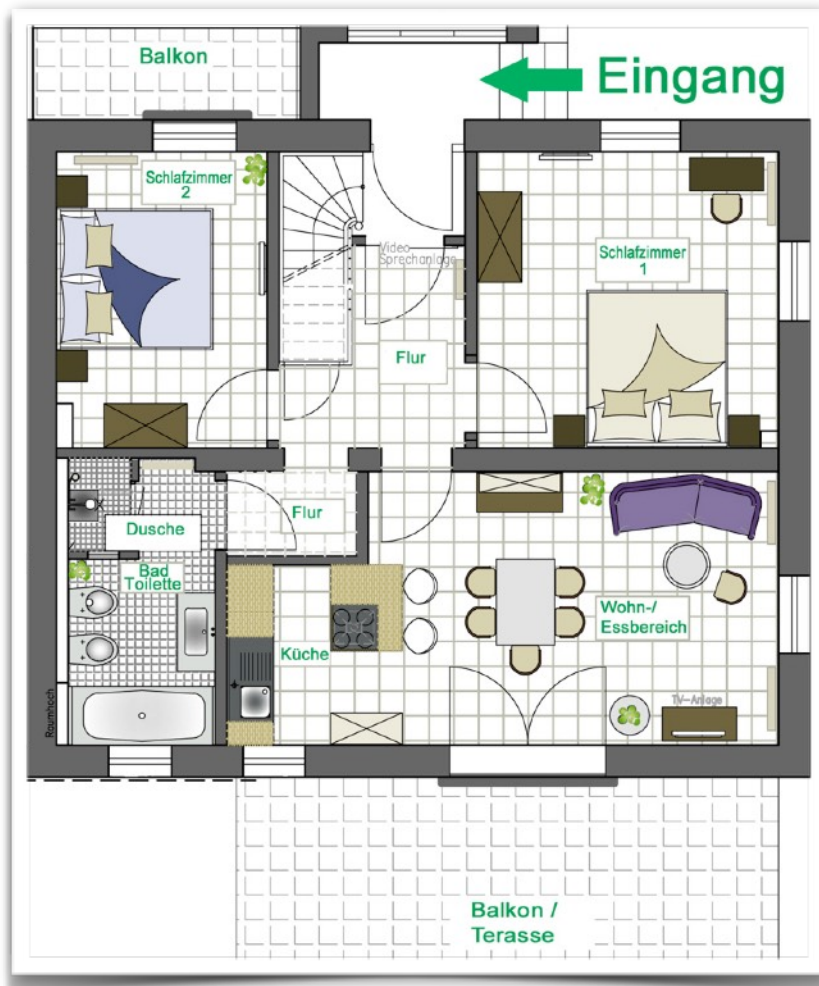 Balkon
Eingang
Schlafzimmer
2
Video
Sprechanlage
Schlafzimmer
1
Flur
Flur
Dusche
Bad
Toilette
Küche
Wohn-/
Essbereich
TV-Anlage
Raumhoch
Balkon /
Terasse